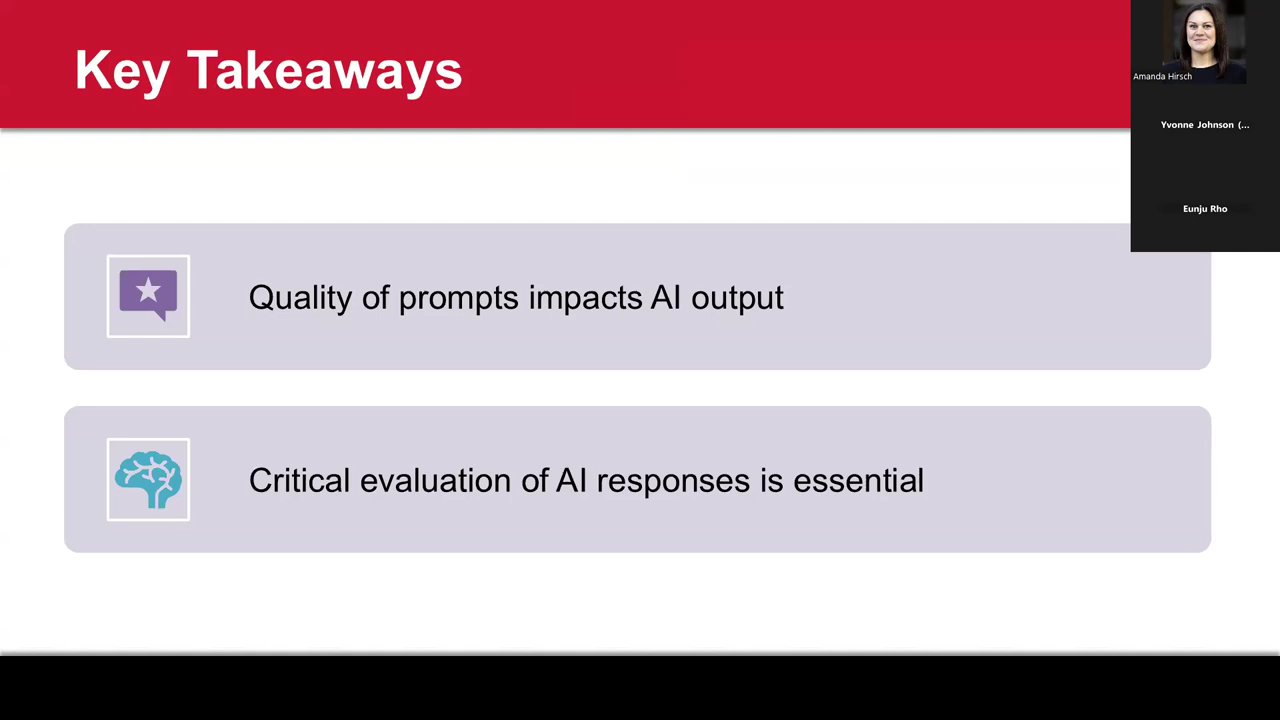 Key Takeaways
Amanda Hirsch
Yvonne Johnson (...
Eunju Rho
Quality of prompts impacts AI output
Critical evaluation of AI responses is essential